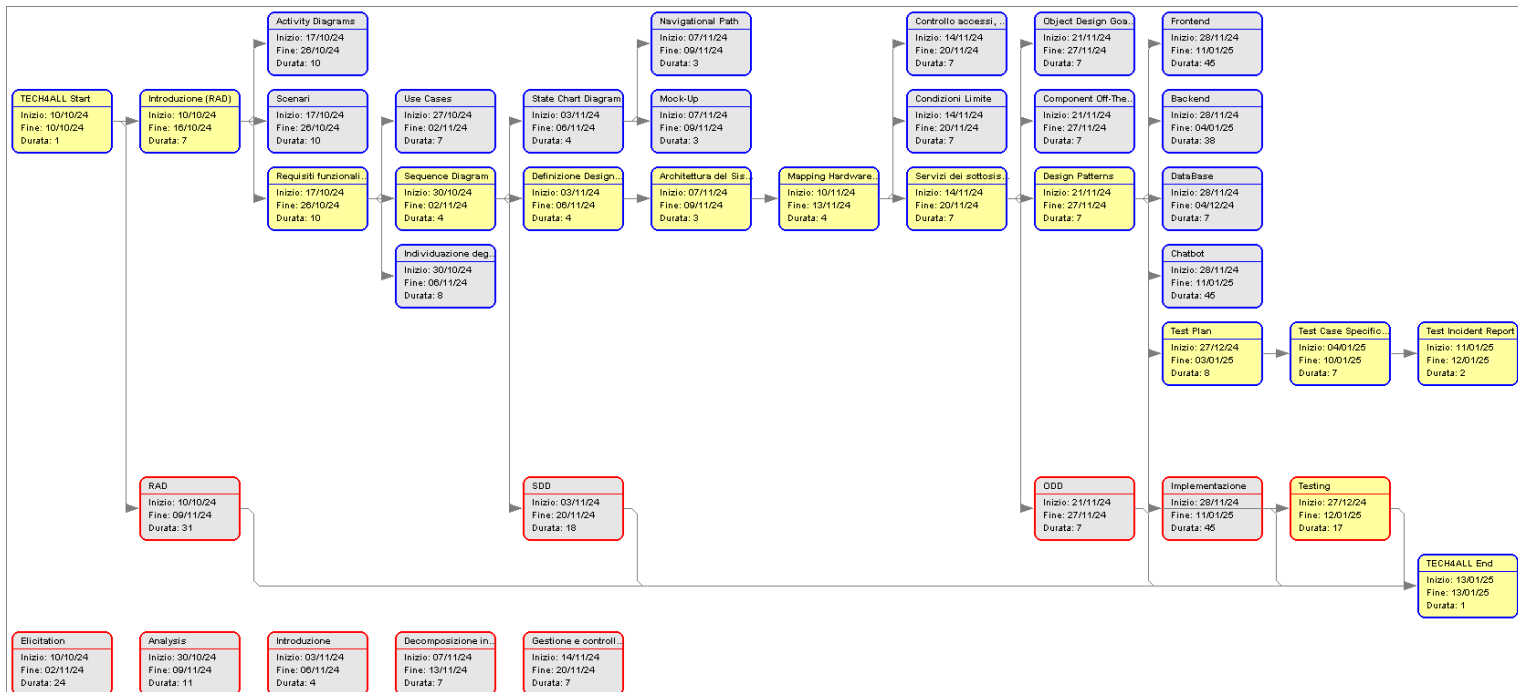 Activity Diagrams
Inizio: 17/10/24
Fine: 26/10/24
Durata: 10
Navigational Path
Inizio: 07/11/24
Fine: 09/11/24
Durata: 3
Controllo accessi, ...
Inizio: 14/11/24
Fine: 20/11/24
Durata: 7
Object Design Goa...
Inizio: 21/11/24
Fine: 27/11/24
Durata: 7
Frontend
Inizio: 28/11/24
Fine: 11/01/25
Durata: 45
TECH4ALL Start
Inizio: 10/10/24
Fine: 10/10/24
Durata: 1
Introduzione (RAD)
Inizio: 10/10/24
Fine: 16/10/24
Durata: 7
Scenari
Inizio: 17/10/24
Fine: 26/10/24
Durata: 10
Use Cases
Inizio: 27/10/24
Fine: 02/11/24
Durata: 7
State Chart Diagram
Inizio: 03/11/24
Fine: 06/11/24
Durata: 4
Mock-Up
Inizio: 07/11/24
Fine: 09/11/24
Durata: 3
Condizioni Limite
Inizio: 14/11/24
Fine: 20/11/24
Durata: 7
Component Off-The...
Inizio: 21/11/24
Fine: 27/11/24
Durata: 7
Backend
Inizio: 28/11/24
Fine: 04/01/25
Durata: 38
Requisiti funzionali...
Inizio: 17/10/24
Fine: 26/10/24
Durata: 10
Sequence Diagram
Inizio: 30/10/24
Fine: 02/11/24
Durata: 4
Definizione Design...
Inizio: 03/11/24
Fine: 06/11/24
Durata: 4
Architettura del Sis...
Inizio: 07/11/24
Fine: 09/11/24
Durata: 3
Mapping Hardware...
Inizio: 10/11/24
Fine: 13/11/24
Durata: 4
Servizi dei sottosis...
Inizio: 14/11/24
Fine: 20/11/24
Durata: 7
Design Patterns
Inizio: 21/11/24
Fine: 27/11/24
Durata: 7
DataBase
Inizio: 28/11/24
Fine: 04/12/24
Durata: 7
Individuazione deg...
Inizio: 30/10/24
Fine: 06/11/24
Durata: 8
Chatbot
Inizio: 28/11/24
Fine: 11/01/25
Durata: 45
Test Plan
Inizio: 27/12/24
Fine: 03/01/25
Durata: 8
Test Case Specific...
Inizio: 04/01/25
Fine: 10/01/25
Durata: 7
Test Incident Report
Inizio: 11/01/25
Fine: 12/01/25
Durata: 2
RAD
Inizio: 10/10/24
Fine: 09/11/24
Durata: 31
SDD
Inizio: 03/11/24
Fine: 20/11/24
Durata: 18
ODD
Inizio: 21/11/24
Fine: 27/11/24
Durata: 7
Implementazione
Inizio: 28/11/24
Fine: 11/01/25
Durata: 45
Testing
Inizio: 27/12/24
Fine: 12/01/25
Durata: 17
TECH4ALL End
Inizio: 13/01/25
Fine: 13/01/25
Durata: 1
Elicitation
Inizio: 10/10/24
Fine: 02/11/24
Durata: 24
Analysis
Inizio: 30/10/24
Fine: 09/11/24
Durata: 11
Introduzione
Inizio: 03/11/24
Fine: 06/11/24
Durata: 4
Decomposizione in...
Inizio: 07/11/24
Fine: 13/11/24
Durata: 7
Gestione e controll...
Inizio: 14/11/24
Fine: 20/11/24
Durata: 7